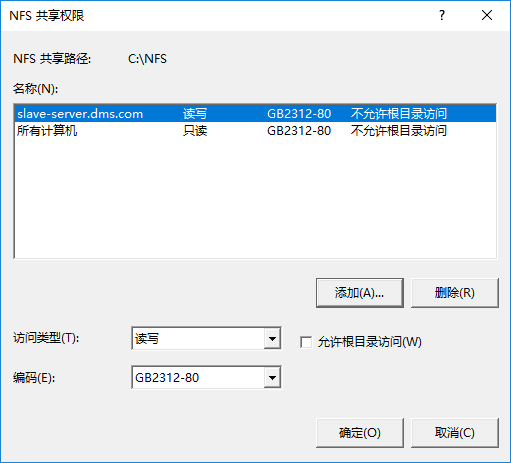 NFS 共享权限
NFS 共享路径: C:\NFS
名称(N):
slave-server.dms.com 读写 GB2312-80 不允许根目录访问
所有计算机 只读 GB2312-80 不允许根目录访问
添加(A)... 删除(R)
访问类型(T): 读写 允许根目录访问(W)
编码(E): GB2312-80
确定(O) 取消(C)